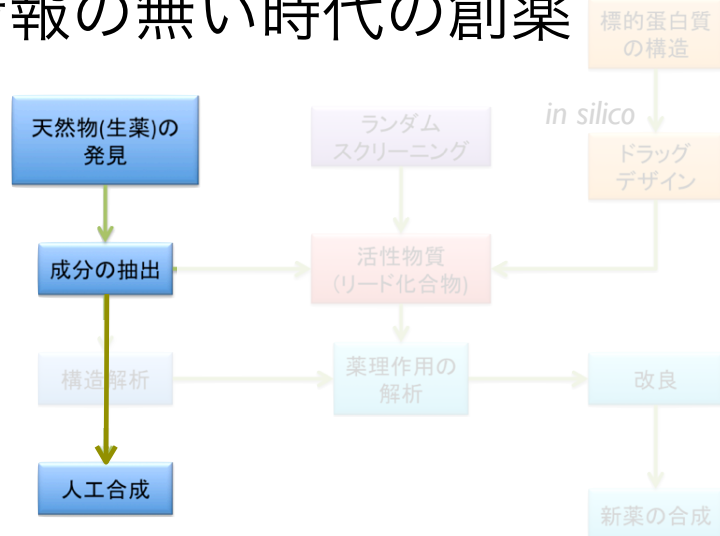 報の無い時代の創薬
標的蛋白質
の構造
天然物(生薬)の
発見
ランダム
スクリーニング
in silico
ドラッグ
デザイン
成分の抽出
活性物質
(リード化合物)
構造解析
薬理作用の
解析
改良
人工合成
新薬の合成